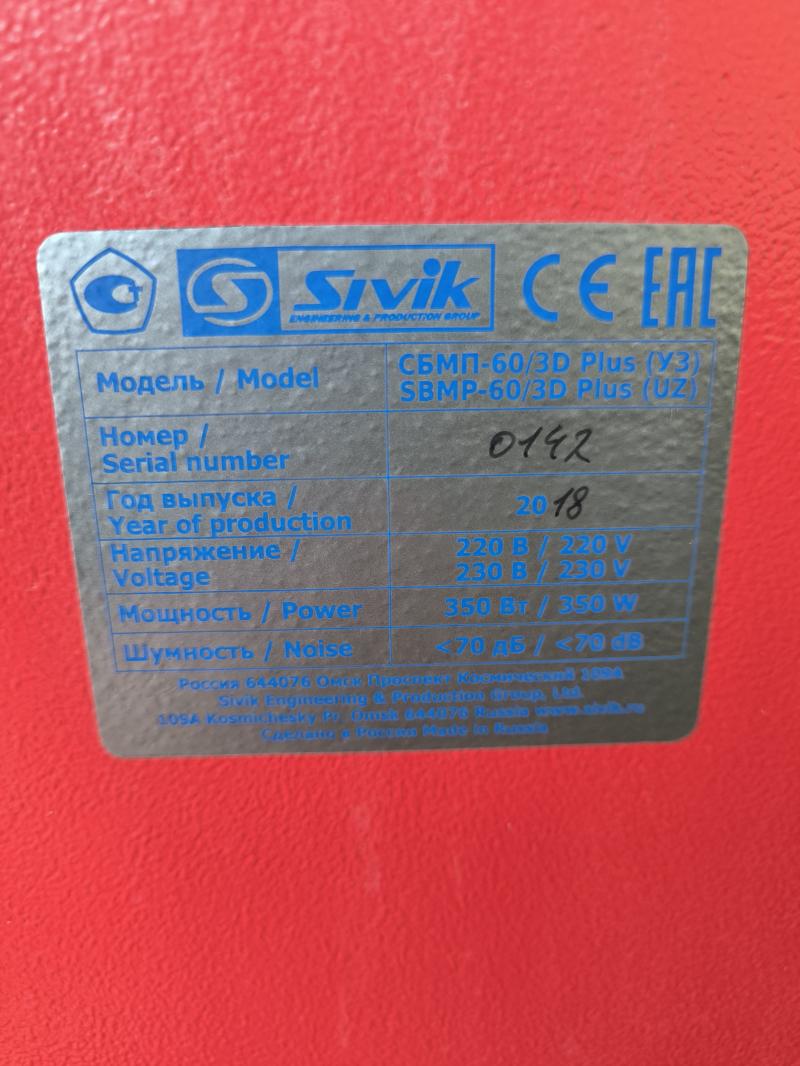 Sivik
ENGINEERING & PRODUCTION GROUP
CE EAC
Модель / Model
СБМП-60/3D Plus (УЗ)
SBMP-60/3D Plus (UZ)
Номер /
Serial number
0142
Год выпуска /
Year of production
2018
Напряжение /
Voltage
220 В / 220 V
230 В / 230 V
Мощность / Power
350 Вт / 350 W
Шумность / Noise
<70 дБ / <70 dB
Россия 644076 Омск Проспект Космический 109А
Sivik Engineering & Production Group, Ltd.
109A Kosmichesky Pr. Omsk 644076 Russia www.sivik.ru
Сделано в России Made in Russia